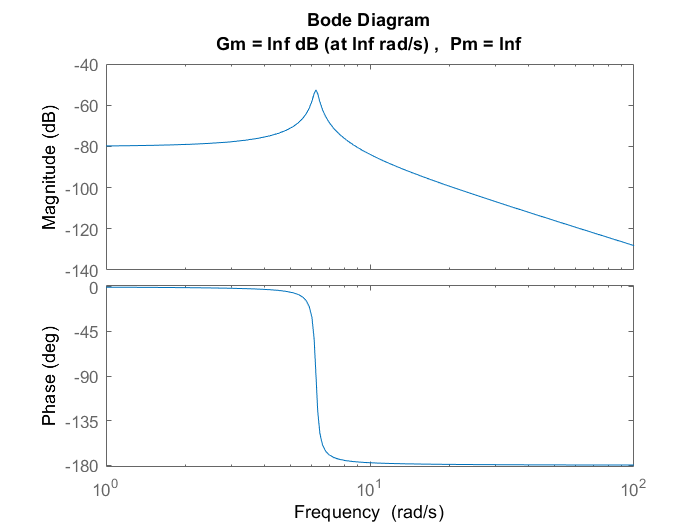 Bode Diagram
Gm = Inf dB (at Inf rad/s) , Pm = Inf
-40
-60
-80
-100
-120
-140
Magnitude (dB)
0
-45
-90
-135
-180
Phase (deg)
10^0 10^1 10^2
Frequency (rad/s)